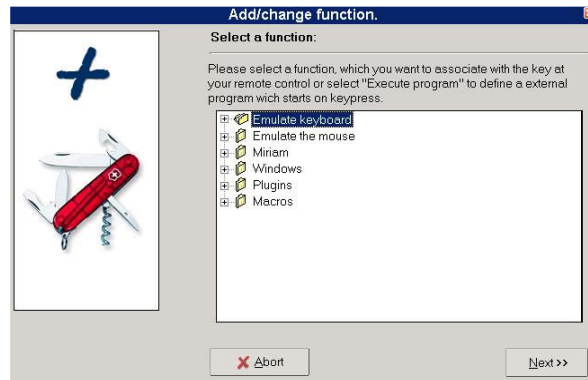 Add/change function.
Select a function:
Please select a function, which you want to associate with the key at
your remote control or select "Execute program" to define a external
program wich starts on keypress.
Emulate keyboard
Emulate the mouse
Miriam
Windows
Plugins
Macros
Abort
Next >>